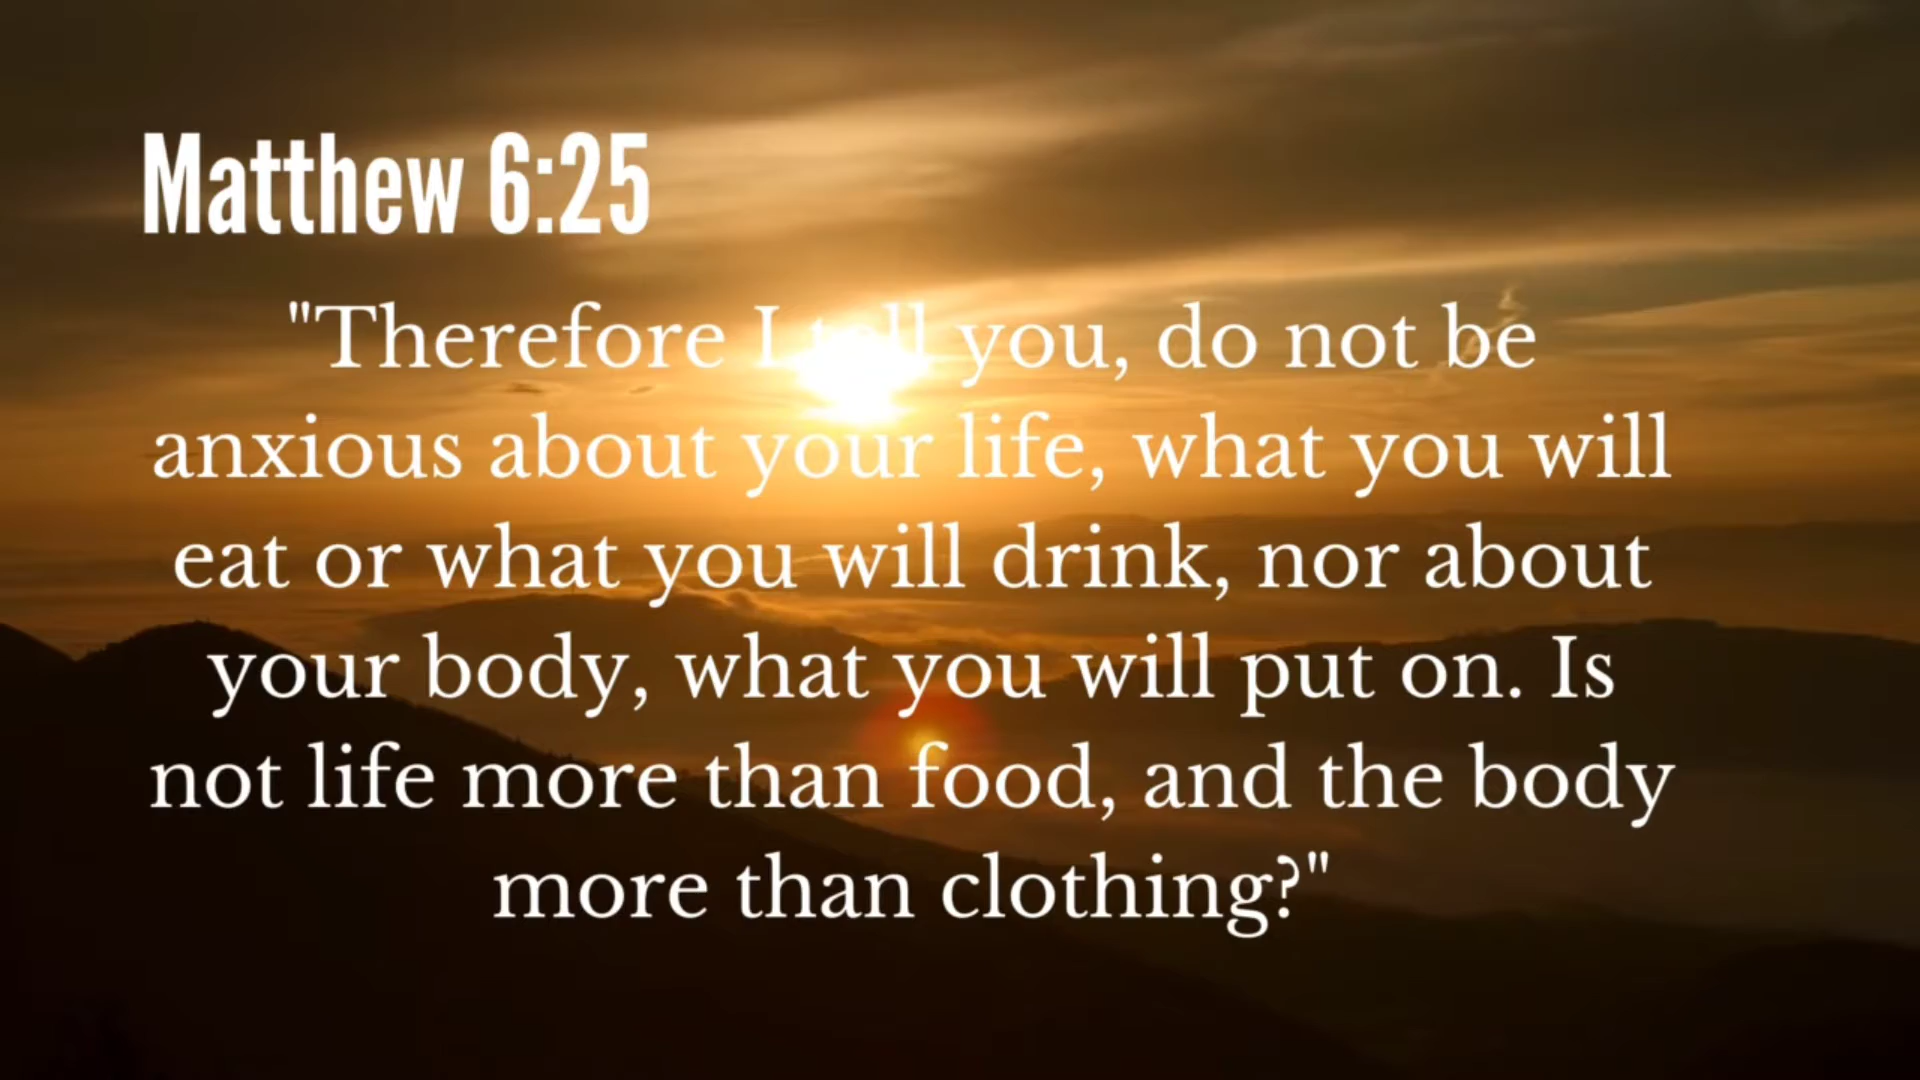 Matthew 6:25
"Therefore I tell you, do not be
anxious about your life, what you will
eat or what you will drink, nor about
your body, what you will put on. Is
not life more than food, and the body
more than clothing?"